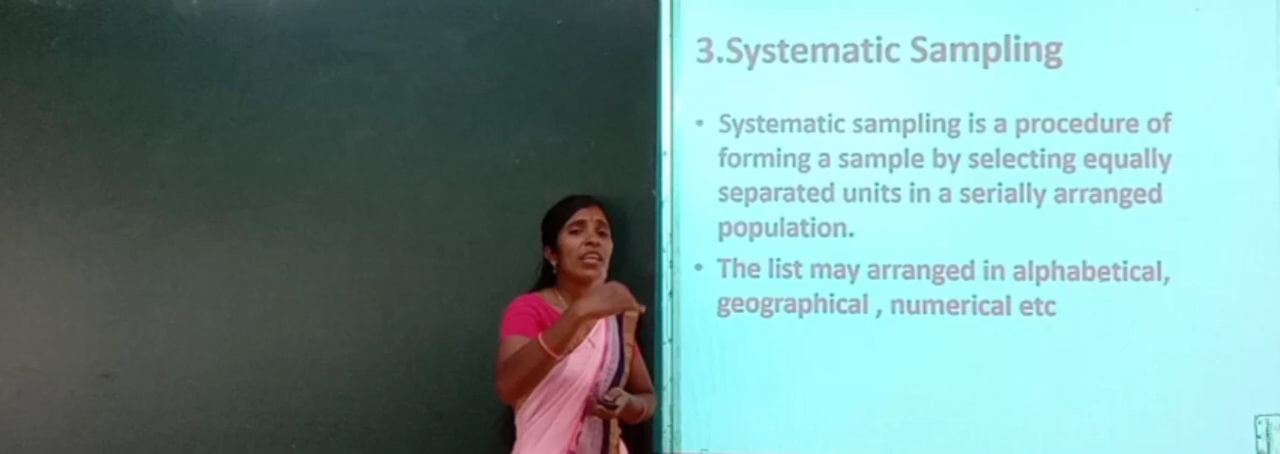 3.Systematic Sampling
• Systematic sampling is a procedure of
forming a sample by selecting equally
separated units in a serially arranged
population.
• The list may arranged in alphabetical,
geographical , numerical etc